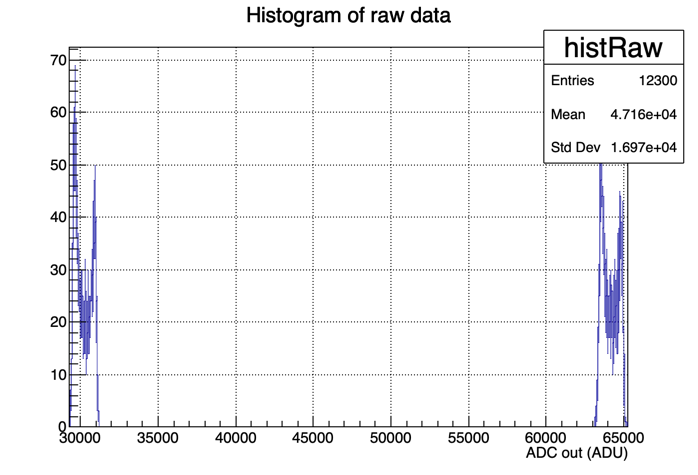 Histogram of raw data
histRaw
Entries 12300
Mean 4.716e+04
Std Dev 1.697e+04
70
60
50
40
30
20
10
0
30000 35000 40000 45000 50000 55000 60000 65000
ADC out (ADU)